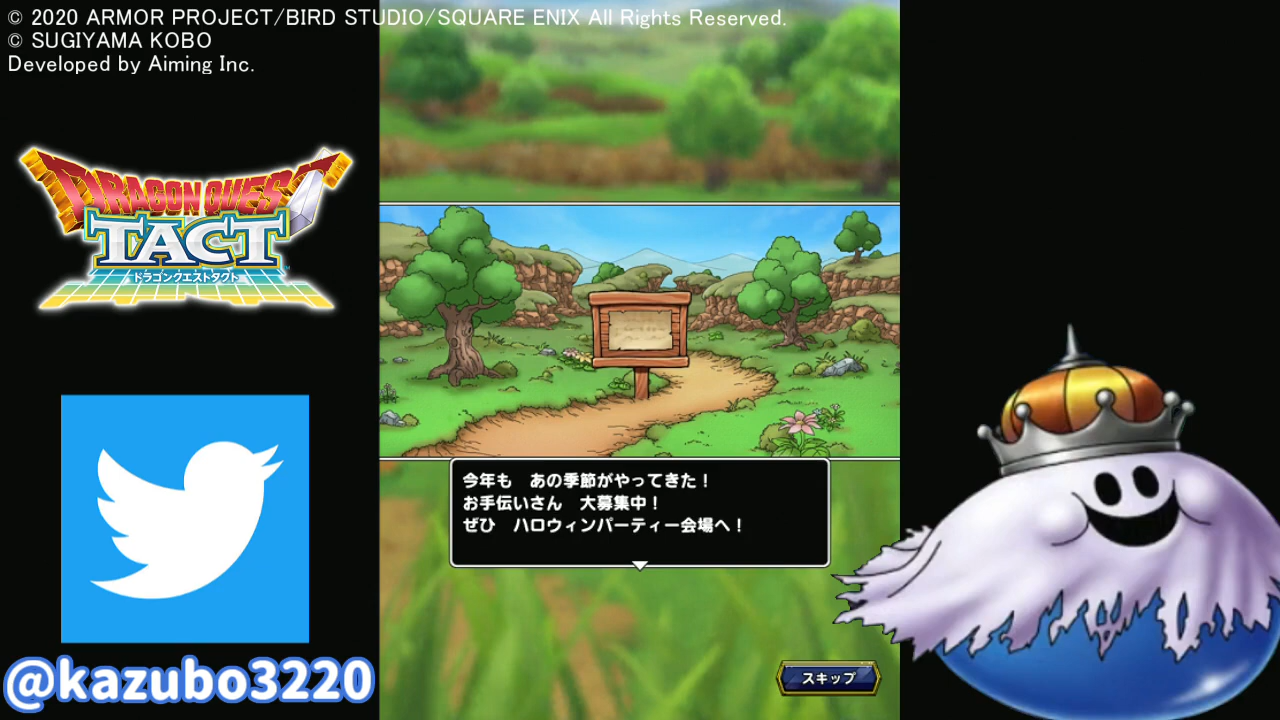 © 2020 ARMOR PROJECT/BIRD STUDIO/SQUARE ENIX All Rights Reserved.
© SUGIYAMA KOBO
Developed by Aiming Inc.
DRAGON QUEST
TACT
ドラゴンクエストタクト
今年も　あの季節がやってきた！
お手伝いさん　大募集中！
ぜひ　ハロウィンパーティー会場へ！
スキップ
@kazubo3220